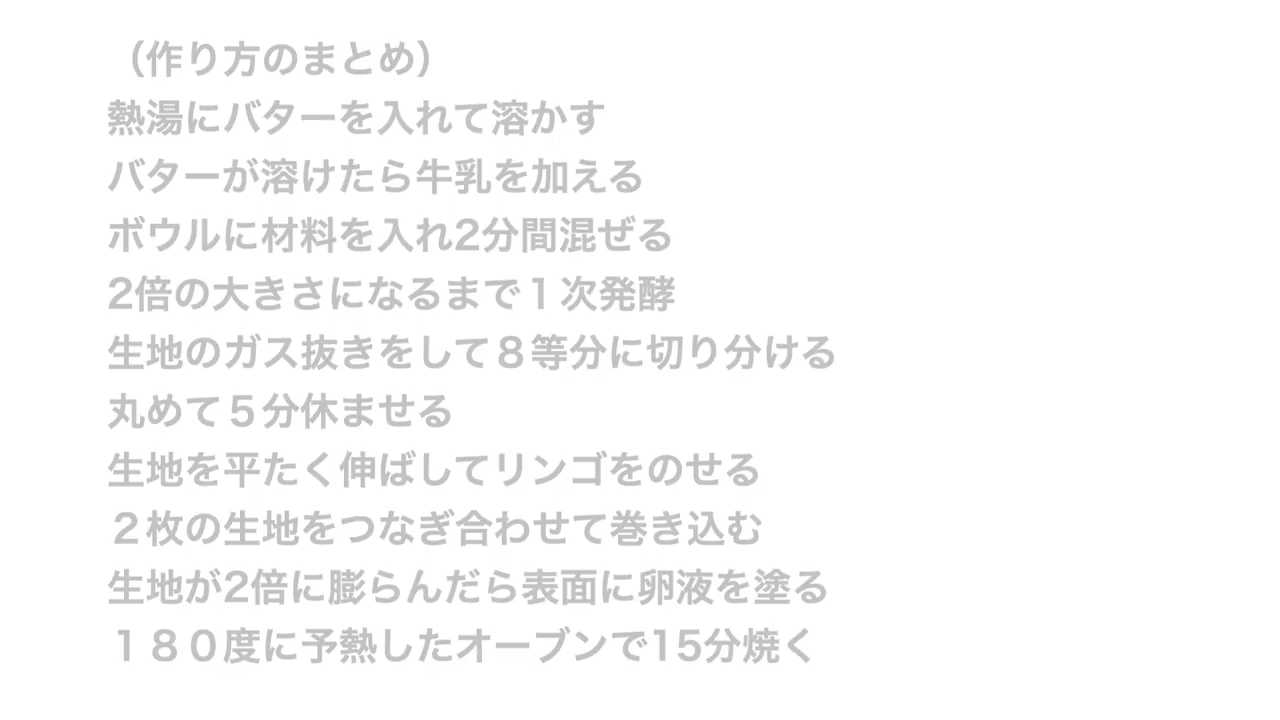 （作り方のまとめ）
熱湯にバターを入れて溶かす
バターが溶けたら牛乳を加える
ボウルに材料を入れ2分間混ぜる
2倍の大きさになるまで１次発酵
生地のガス抜きをして８等分に切り分ける
丸めて５分休ませる
生地を平たく伸ばしてリンゴをのせる
２枚の生地をつなぎ合わせて巻き込む
生地が2倍に膨らんだら表面に卵液を塗る
１８０度に予熱したオーブンで15分焼く